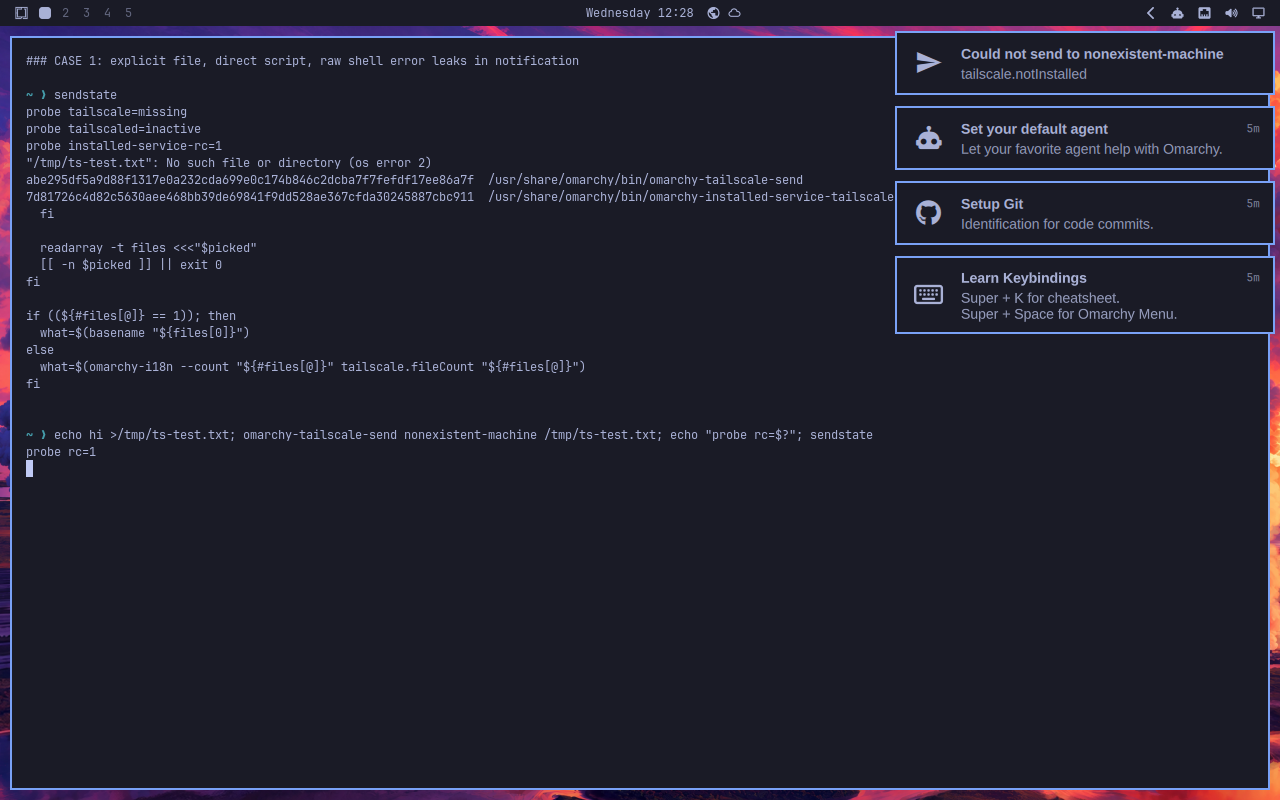 2 3 4 5
Wednesday 12:28
### CASE 1: explicit file, direct script, raw shell error leaks in notification
~ ❯ sendstate
probe tailscale=missing
probe tailscaled=inactive
probe installed-service-rc=1
"/tmp/ts-test.txt": No such file or directory (os error 2)
abe295df5a9d88f1317e0a232cda699e0c174b846c2dcba7f7fefdf17ee86a7f  /usr/share/omarchy/bin/omarchy-tailscale-send
7d81726c4d82c5630aee468bb39de69841f9dd528ae367cfda30245887cbc911  /usr/share/omarchy/bin/omarchy-installed-service-tailscale
  fi
  readarray -t files <<<"$picked"
  [[ -n $picked ]] || exit 0
fi
if ((${#files[@]} == 1)); then
  what=$(basename "${files[0]}")
else
  what=$(omarchy-i18n --count "${#files[@]}" tailscale.fileCount "${#files[@]}")
fi
~ ❯ echo hi >/tmp/ts-test.txt; omarchy-tailscale-send nonexistent-machine /tmp/ts-test.txt; echo "probe rc=$?"; sendstate
probe rc=1
Could not send to nonexistent-machine
tailscale.notInstalled
Set your default agent 5m
Let your favorite agent help with Omarchy.
Setup Git 5m
Identification for code commits.
Learn Keybindings 5m
Super + K for cheatsheet.
Super + Space for Omarchy Menu.